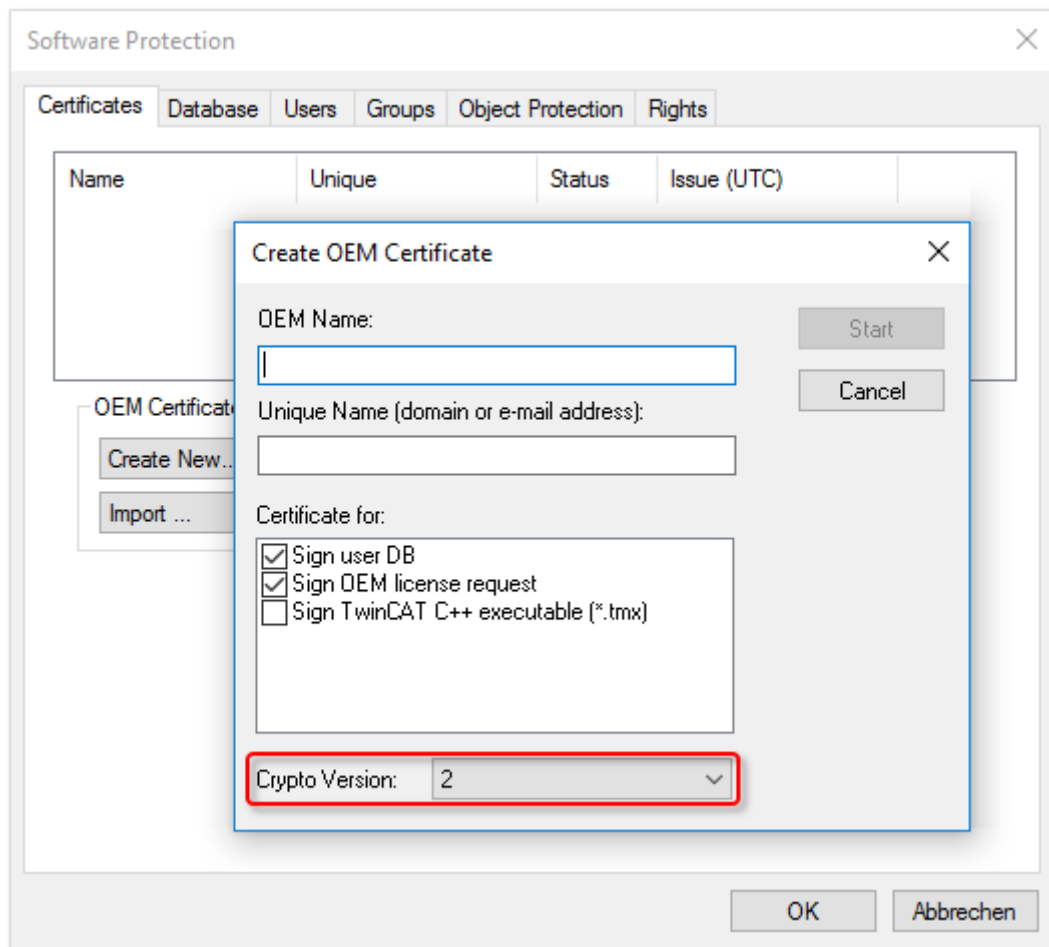 Software Protection
Certificates Database Users Groups Object Protection Rights
Name Unique Status Issue (UTC)
Create OEM Certificate
OEM Name:
Start
Cancel
OEM Certificate
Unique Name (domain or e-mail address):
Create New..
Import ...
Certificate for:
Sign user DB
Sign OEM license request
Sign TwinCAT C++ executable (*.tmx)
Crypto Version: 2
OK Abbrechen